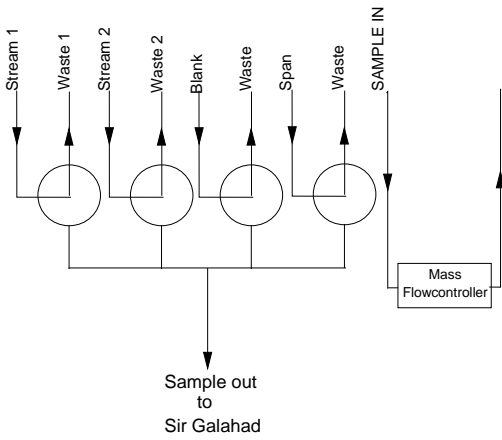 Stream 1
Waste 1
Stream 2
Waste 2
Blank
Waste
Span
Waste
SAMPLE IN
Mass
Flowcontroller
Sample out
to
Sir Galahad